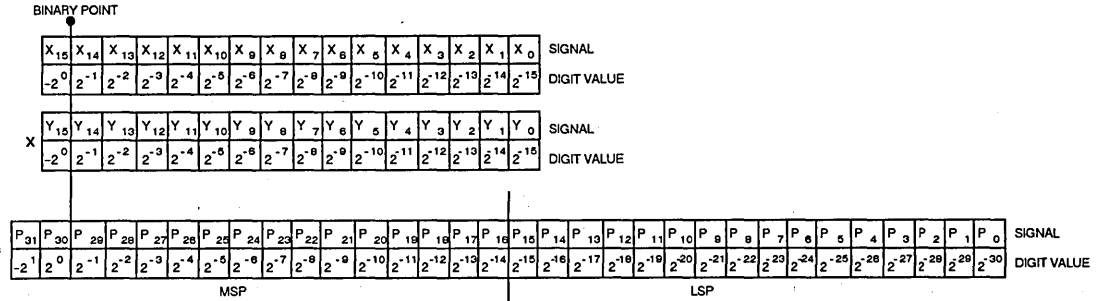 BINARY POINT
X15 X14 X13 X12 X11 X10 X9 X8 X7 X6 X5 X4 X3 X2 X1 X0 SIGNAL
-2^0 2^-1 2^-2 2^-3 2^-4 2^-5 2^-6 2^-7 2^-8 2^-9 2^-10 2^-11 2^-12 2^-13 2^-14 2^-15 DIGIT VALUE
Y15 Y14 Y13 Y12 Y11 Y10 Y9 Y8 Y7 Y6 Y5 Y4 Y3 Y2 Y1 Y0 SIGNAL
X
-2^0 2^-1 2^-2 2^-3 2^-4 2^-5 2^-6 2^-7 2^-8 2^-9 2^-10 2^-11 2^-12 2^-13 2^-14 2^-15 DIGIT VALUE
P31 P30 P29 P28 P27 P26 P25 P24 P23 P22 P21 P20 P19 P18 P17 P16 P15 P14 P13 P12 P11 P10 P9 P8 P7 P6 P5 P4 P3 P2 P1 P0 SIGNAL
-2^1 2^0 2^-1 2^-2 2^-3 2^-4 2^-5 2^-6 2^-7 2^-8 2^-9 2^-10 2^-11 2^-12 2^-13 2^-14 2^-15 2^-16 2^-17 2^-18 2^-19 2^-20 2^-21 2^-22 2^-23 2^-24 2^-25 2^-26 2^-27 2^-28 2^-29 2^-30 DIGIT VALUE
MSP LSP